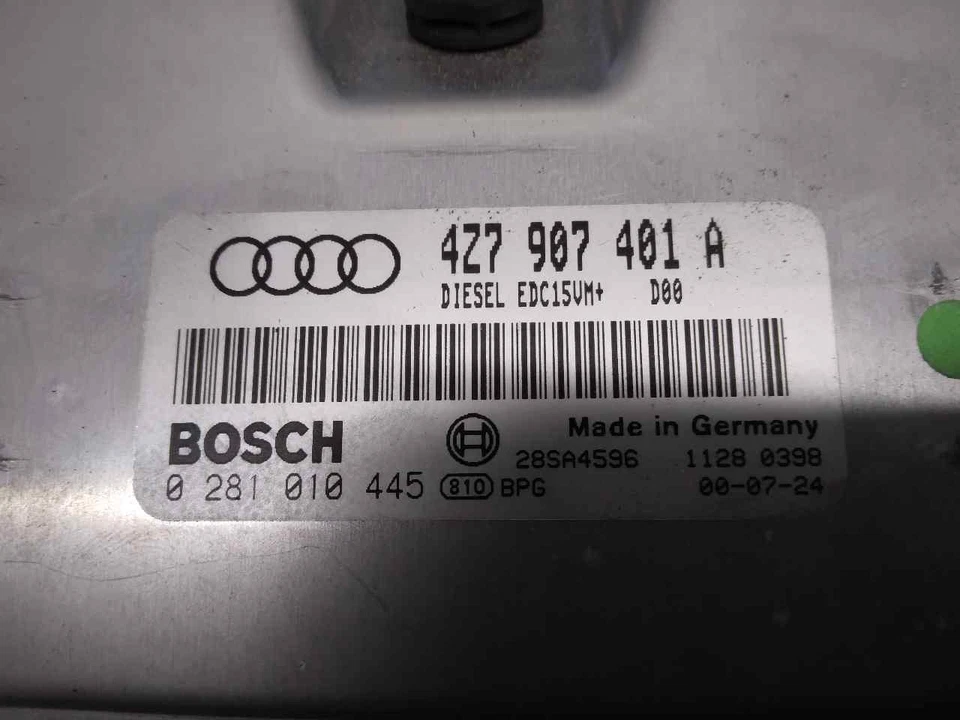 4Z7 907 401 A
DIESEL EDC15VM+ D00
BOSCH
Made in Germany
28SA4596 1128 0398
0 281 010 445 810 BPG 00-07-24